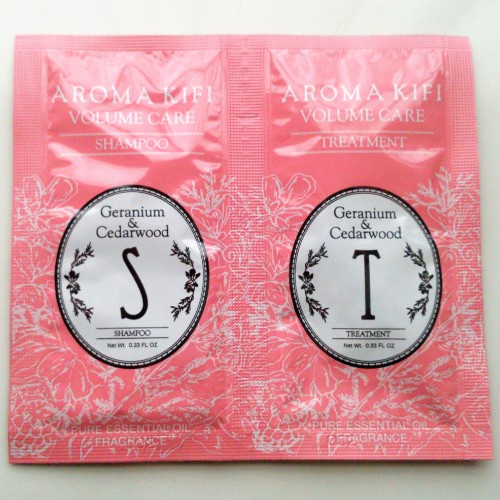 AROMA KIFI
VOLUME CARE
SHAMPOO
Geranium
&
Cedarwood
S
SHAMPOO
Net Wt. 0.33 FL OZ
PURE ESSENTIAL OIL
FRAGRANCE
AROMA KIFI
VOLUME CARE
TREATMENT
Geranium
&
Cedarwood
T
TREATMENT
Net Wt. 0.33 FL OZ
PURE ESSENTIAL OIL
FRAGRANCE